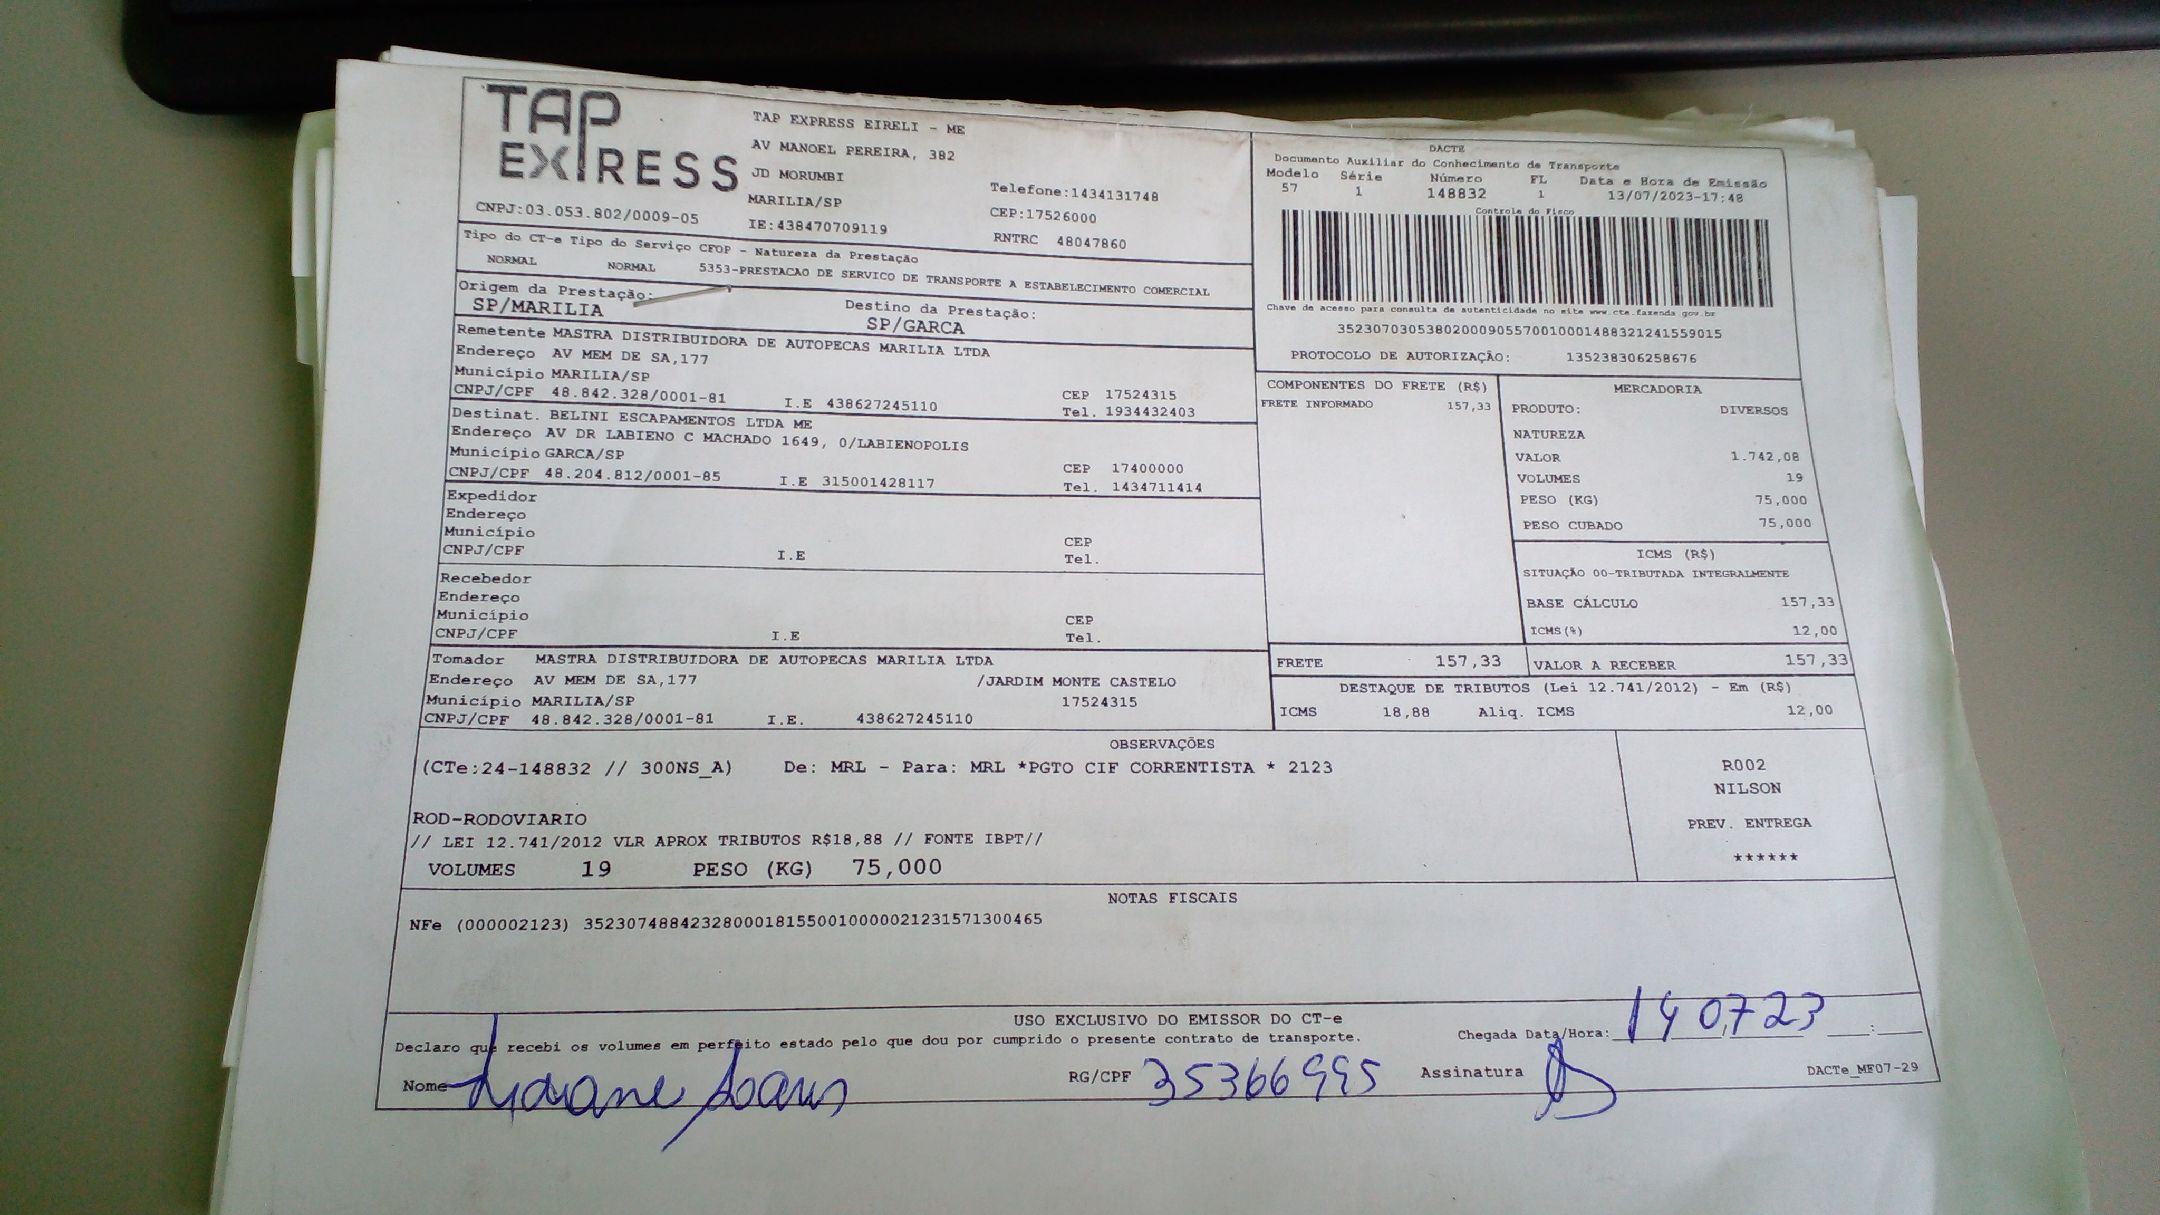 TAP EXPRESS
TAP EXPRESS EIRELI - ME
AV MANOEL PEREIRA, 382
JD MORUMBI
MARILIA/SP
IE:438470709119
Telefone:1434131748
CEP:17526000
RNTRC 48047860
CNPJ:03.053.802/0009-05
DACTE
Documento Auxiliar do Conhecimento de Transporte
Modelo Série Número FL Data e Hora de Emissão
57 1 148832 1 13/07/2023-17:48
Controle do Fisco
Chave de acesso para consulta de autenticidade no site www.cte.fazenda.gov.br
35230703053802000905570010001488321241559015
PROTOCOLO DE AUTORIZAÇÃO: 135238306258676
Tipo do CT-e Tipo do Serviço CFOP - Natureza da Prestação
NORMAL NORMAL 5353-PRESTACAO DE SERVICO DE TRANSPORTE A ESTABELECIMENTO COMERCIAL
Origem da Prestação: Destino da Prestação:
SP/MARILIA SP/GARCA
Remetente MASTRA DISTRIBUIDORA DE AUTOPECAS MARILIA LTDA
Endereço AV MEM DE SA,177
Município MARILIA/SP CEP 17524315
CNPJ/CPF 48.842.328/0001-81 I.E 438627245110 Tel. 1934432403
Destinat. BELINI ESCAPAMENTOS LTDA ME
Endereço AV DR LABIENO C MACHADO 1649, 0/LABIENOPOLIS
Município GARCA/SP CEP 17400000
CNPJ/CPF 48.204.812/0001-85 I.E 315001428117 Tel. 1434711414
Expedidor
Endereço
Município CEP
CNPJ/CPF I.E Tel.
Recebedor
Endereço
Município CEP
CNPJ/CPF I.E Tel.
Tomador MASTRA DISTRIBUIDORA DE AUTOPECAS MARILIA LTDA
Endereço AV MEM DE SA,177 /JARDIM MONTE CASTELO
Município MARILIA/SP 17524315
CNPJ/CPF 48.842.328/0001-81 I.E. 438627245110
COMPONENTES DO FRETE (R$)
FRETE INFORMADO 157,33
MERCADORIA
PRODUTO: DIVERSOS
NATUREZA
VALOR 1.742,08
VOLUMES 19
PESO (KG) 75,000
PESO CUBADO 75,000
ICMS (R$)
SITUAÇÃO 00-TRIBUTADA INTEGRALMENTE
BASE CÁLCULO 157,33
ICMS(%) 12,00
FRETE 157,33 VALOR A RECEBER 157,33
DESTAQUE DE TRIBUTOS (Lei 12.741/2012) - Em (R$)
ICMS 18,88 Aliq. ICMS 12,00
OBSERVAÇÕES
(CTe:24-148832 // 300NS_A) De: MRL - Para: MRL *PGTO CIF CORRENTISTA * 2123
ROD-RODOVIARIO
// LEI 12.741/2012 VLR APROX TRIBUTOS R$18,88 // FONTE IBPT//
VOLUMES 19 PESO (KG) 75,000
R002
NILSON
PREV. ENTREGA
******
NOTAS FISCAIS
NFe (000002123) 35230748842328000181550010000021231571300465
USO EXCLUSIVO DO EMISSOR DO CT-e
Declaro que recebi os volumes em perfeito estado pelo que dou por cumprido o presente contrato de transporte.
Chegada Data/Hora: 14 07 23 __:__
Nome RG/CPF 35366995 Assinatura
DACTe_MF07-29